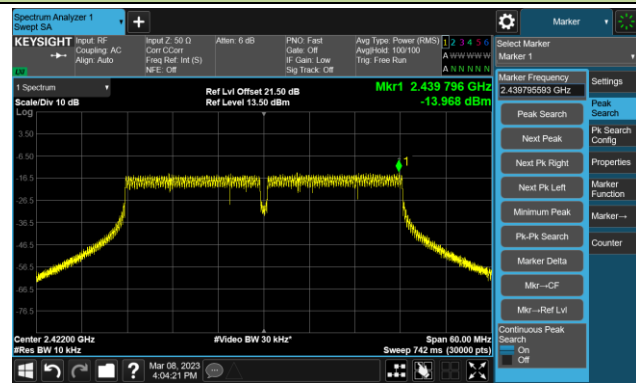 Spectrum Analyzer 1
Swept SA
Marker
KEYSIGHT
Input: RF
Coupling: AC
Align: Auto
Input Z: 50 Ω
Corr CCorr
Freq Ref: Int (S)
NFE: Off
Atten: 6 dB
PNO: Fast
Gate: Off
IF Gain: Low
Sig Track: Off
Avg Type: Power (RMS)
Avg|Hold: 100/100
Trig: Free Run
1 2 3 4 5 6
A W W W W W
A N N N N N
Select Marker
Marker 1
LXI
1 Spectrum
Scale/Div 10 dB
Log
Ref Lvl Offset 21.50 dB
Ref Level 13.50 dBm
Mkr1 2.439 796 GHz
-13.968 dBm
3.50
-6.50
-16.5
-26.5
-36.5
-46.5
-56.5
-66.5
-76.5
1
Center 2.42200 GHz
#Res BW 10 kHz
#Video BW 30 kHz*
Span 60.00 MHz
Sweep 742 ms (30000 pts)
Marker Frequency
2.439795593 GHz
Peak Search
Next Peak
Next Pk Right
Next Pk Left
Minimum Peak
Pk-Pk Search
Marker Delta
Mkr→CF
Mkr→Ref Lvl
Continuous Peak
Search
On
Off
Settings
Peak
Search
Pk Search
Config
Properties
Marker
Function
Marker→
Counter
?
Mar 08, 2023
4:04:21 PM